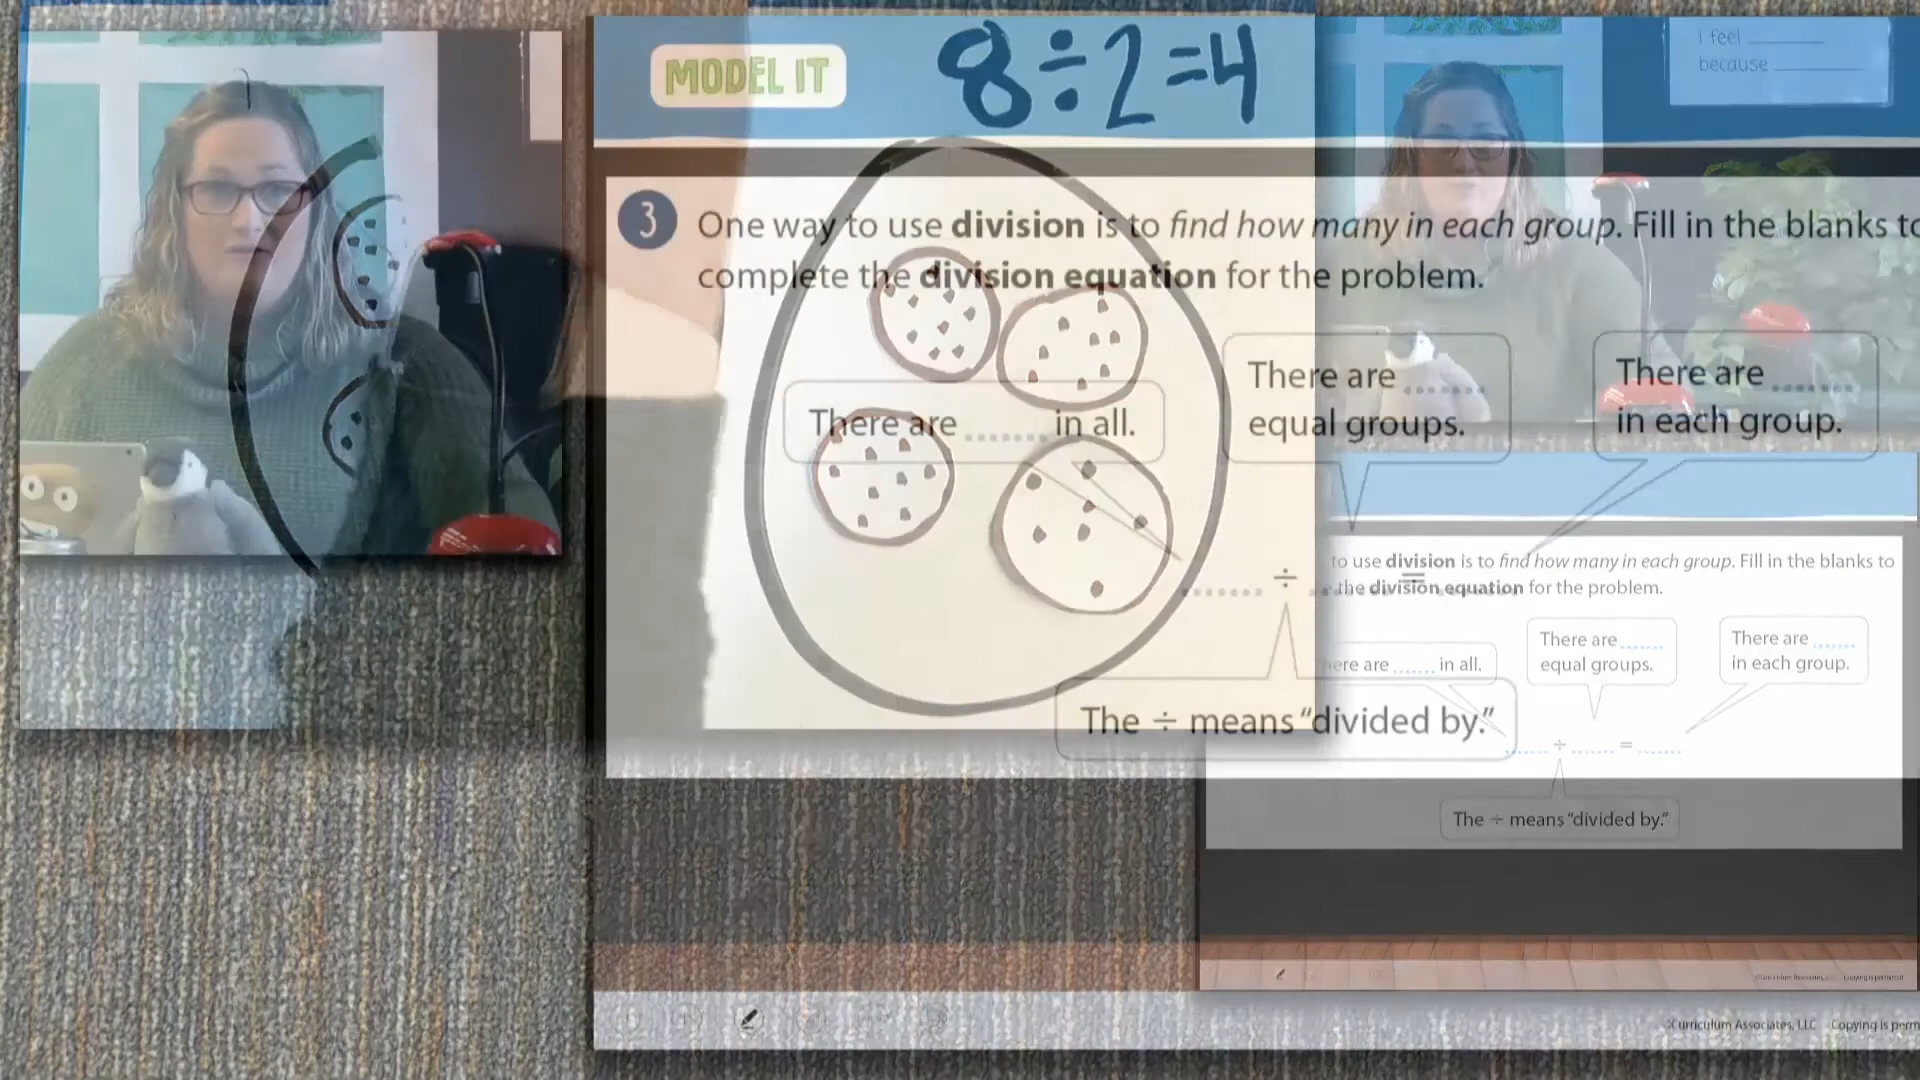 MODEL IT
8÷2=4
i feel
because
3
One way to use division is to find how many in each group. Fill in the blanks to
complete the division equation for the problem.
There are ....... in all.
There are .......
equal groups.
There are .......
in each group.
....... ÷ ....... = .......
The ÷ means “divided by.”
to use division is to find how many in each group. Fill in the blanks to
the division equation for the problem.
here are ....... in all.
There are .......
equal groups.
There are .......
in each group.
....... ÷ ....... = .......
The ÷ means “divided by.”
Curriculum Associates, LLC Copying is perm